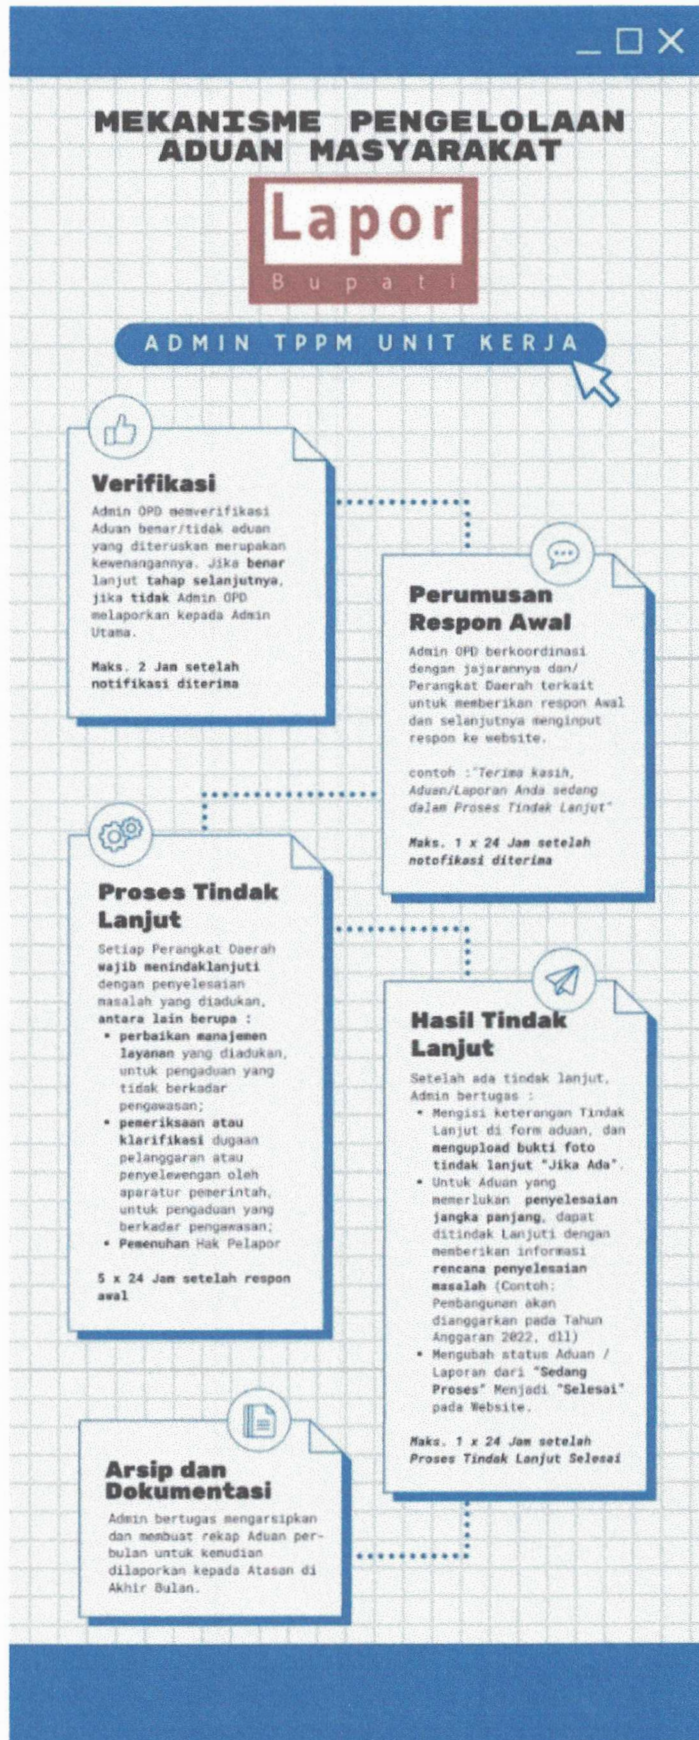 MEKANISME PENGELOLAAN
ADUAN MASYARAKAT
Lapor
Bupati
ADMIN TPPM UNIT KERJA
Verifikasi
Admin OPD memverifikasi
Aduan benar/tidak aduan
yang diteruskan merupakan
kewenangannya. Jika benar
lanjut tahap selanjutnya,
jika tidak Admin OPD
melaporkan kepada Admin
Utama.
Maks. 2 Jam setelah
notifikasi diterima
Perumusan
Respon Awal
Admin OPD berkoordinasi
dengan jajarannya dan/
Perangkat Daerah terkait
untuk memberikan respon Awal
dan selanjutnya menginput
respon ke website.
contoh :"Terima kasih,
Aduan/Laporan Anda sedang
dalam Proses Tindak Lanjut"
Maks. 1 x 24 Jam setelah
notofikasi diterima
Proses Tindak
Lanjut
Setiap Perangkat Daerah
wajib menindaklanjuti
dengan penyelesaian
masalah yang diadukan,
antara lain berupa :
• perbaikan manajemen
layanan yang diadukan,
untuk pengaduan yang
tidak berkadar
pengawasan;
• pemeriksaan atau
klarifikasi dugaan
pelanggaran atau
penyelewengan oleh
aparatur pemerintah,
untuk pengaduan yang
berkadar pengawasan;
• Pemenuhan Hak Pelapor
5 x 24 Jam setelah respon
awal
Hasil Tindak
Lanjut
Setelah ada tindak lanjut,
Admin bertugas :
• Mengisi keterangan Tindak
Lanjut di form aduan, dan
mengupload bukti foto
tindak lanjut "Jika Ada".
• Untuk Aduan yang
memerlukan penyelesaian
jangka panjang, dapat
ditindak Lanjuti dengan
memberikan informasi
rencana penyelesaian
masalah (Contoh:
Pembangunan akan
dianggarkan pada Tahun
Anggaran 2022, dll)
• Mengubah status Aduan /
Laporan dari "Sedang
Proses" Menjadi "Selesai"
pada Website.
Maks. 1 x 24 Jam setelah
Proses Tindak Lanjut Selesai
Arsip dan
Dokumentasi
Admin bertugas mengarsipkan
dan membuat rekap Aduan per-
bulan untuk kemudian
dilaporkan kepada Atasan di
Akhir Bulan.